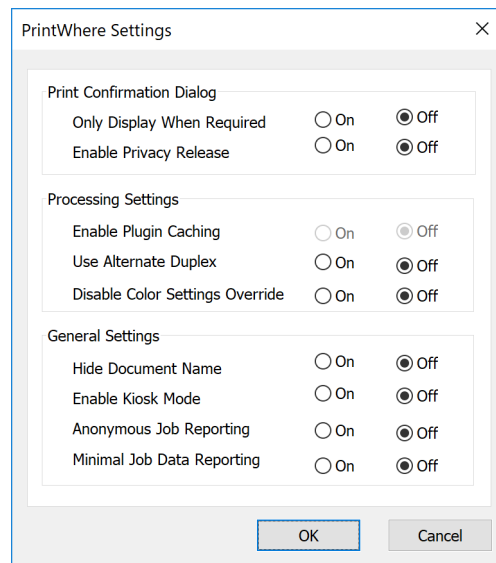 PrintWhere Settings
Print Confirmation Dialog
Only Display When Required On Off
Enable Privacy Release On Off
Processing Settings
Enable Plugin Caching On Off
Use Alternate Duplex On Off
Disable Color Settings Override On Off
General Settings
Hide Document Name On Off
Enable Kiosk Mode On Off
Anonymous Job Reporting On Off
Minimal Job Data Reporting On Off
OK Cancel